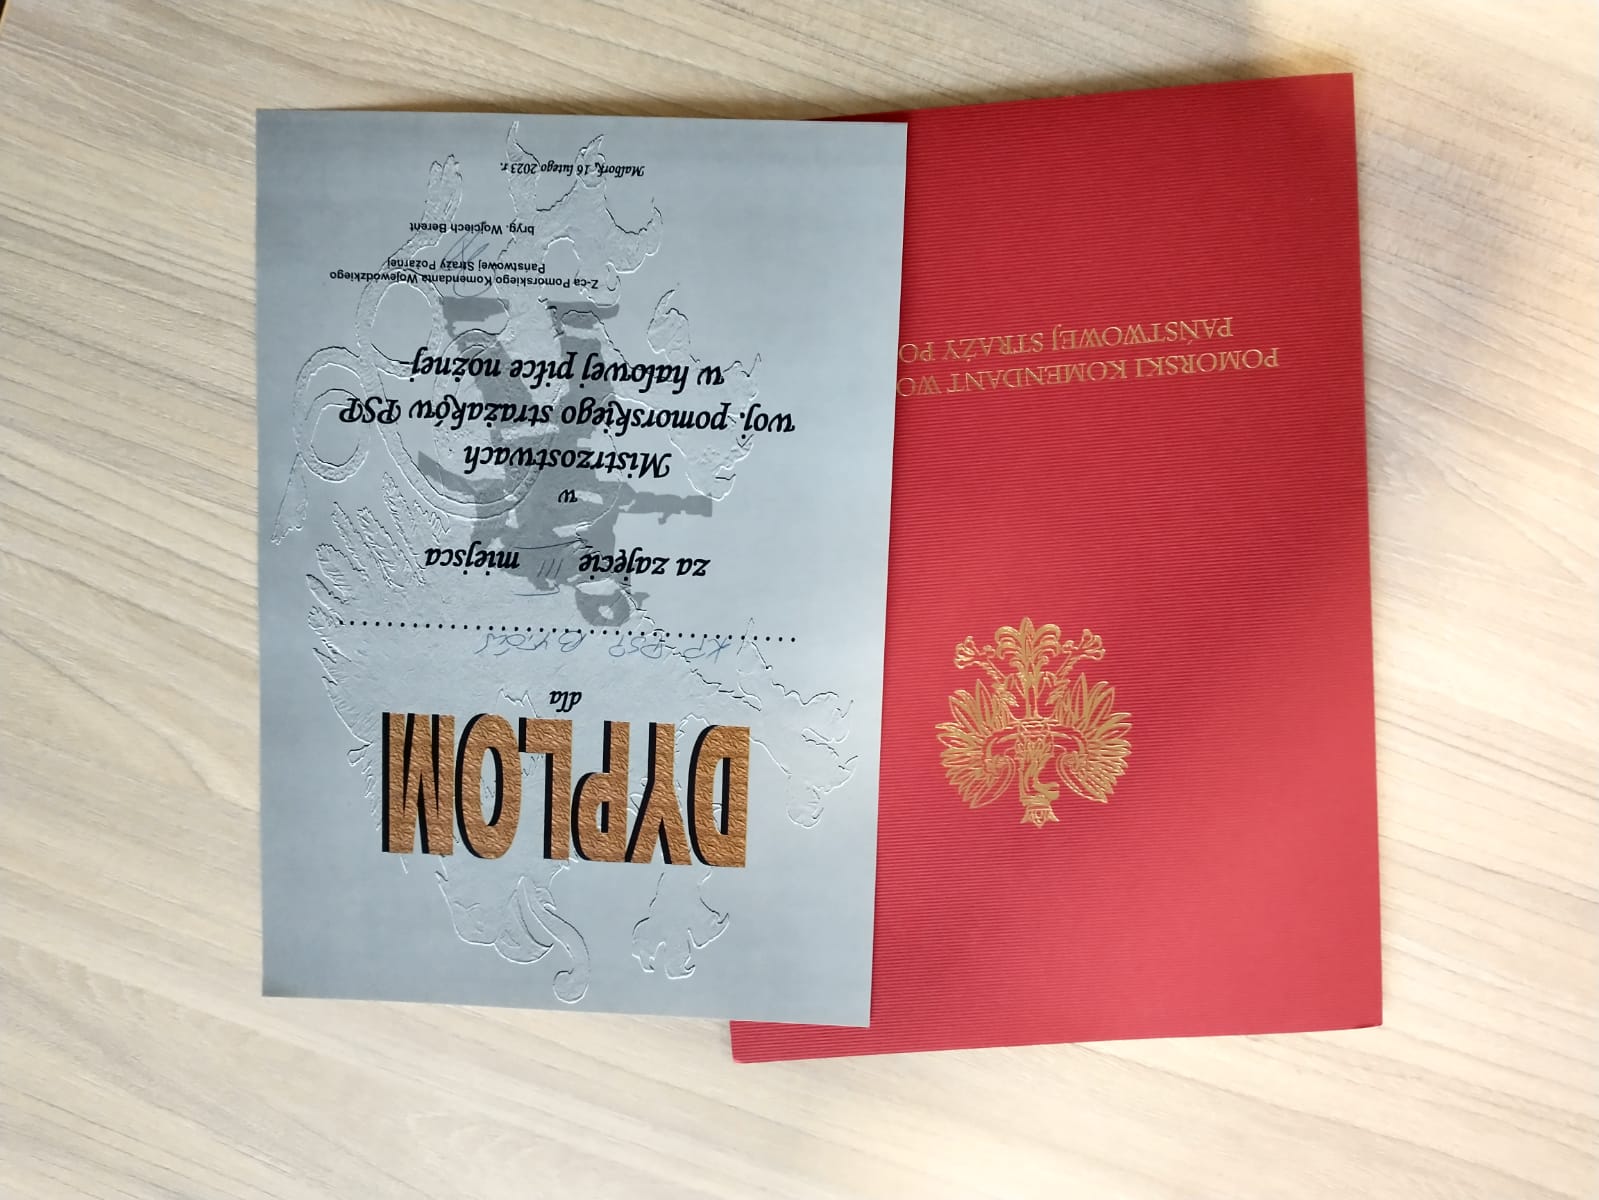 DYPLOM
dla
KP PSP BYTÓW
za zajęcie III miejsca
w
Mistrzostwach
woj. pomorskiego strażaków PSP
w halowej piłce nożnej
Z-ca Pomorskiego Komendanta Wojewódzkiego
Państwowej Straży Pożarnej
bryg. Wojciech Berent
Malbork, 16 lutego 2023 r.
POMORSKI KOMENDANT WO
PAŃSTWOWEJ STRAŻY PO